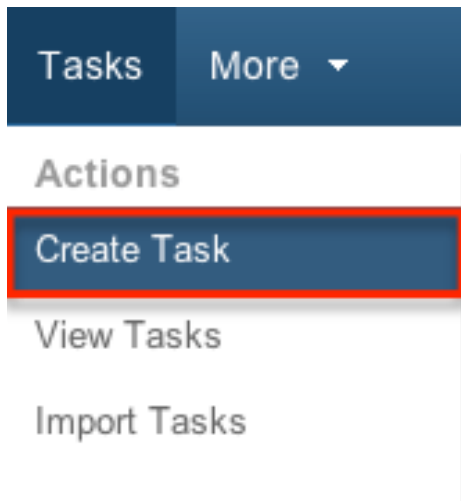 Tasks More
Actions
Create Task
View Tasks
Import Tasks